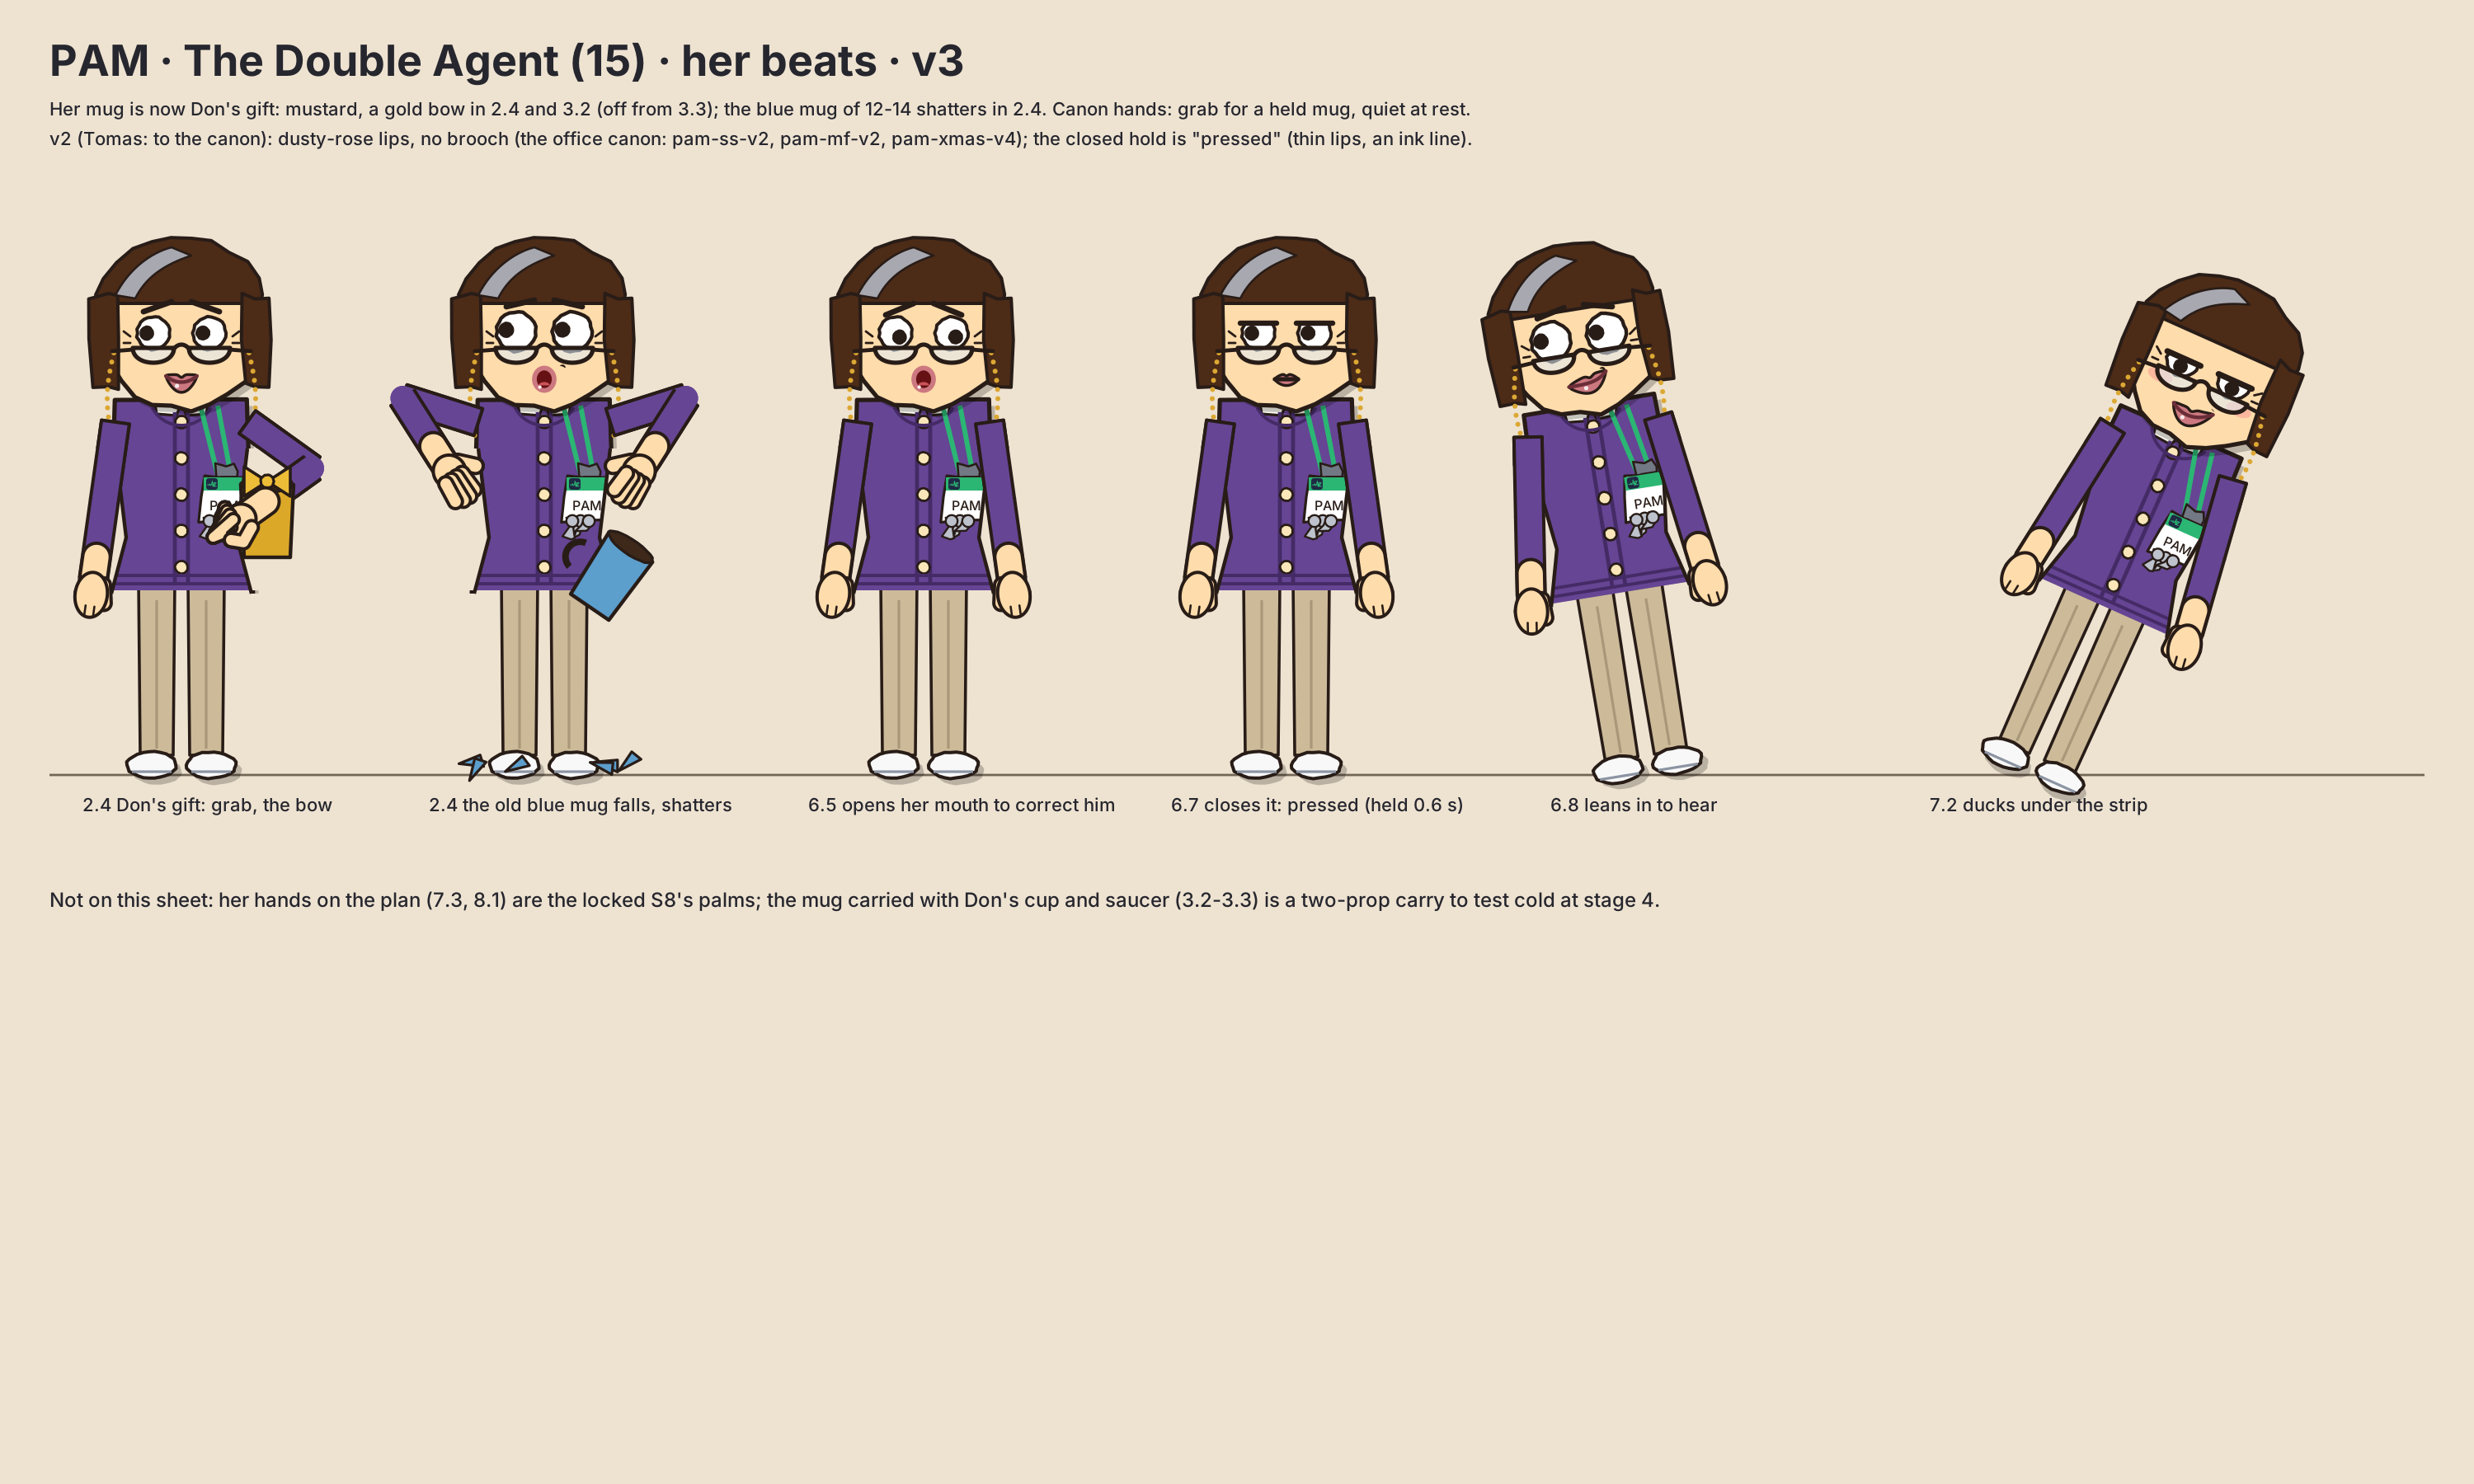 PAM · The Double Agent (15) · her beats · v3
Her mug is now Don's gift: mustard, a gold bow in 2.4 and 3.2 (off from 3.3); the blue mug of 12-14 shatters in 2.4. Canon hands: grab for a held mug, quiet at rest.
v2 (Tomas: to the canon): dusty-rose lips, no brooch (the office canon: pam-ss-v2, pam-mf-v2, pam-xmas-v4); the closed hold is "pressed" (thin lips, an ink line).
PAM
PAM
PAM
PAM
PAM
2.4 Don's gift: grab, the bow
2.4 the old blue mug falls, shatters
6.5 opens her mouth to correct him
6.7 closes it: pressed (held 0.6 s)
6.8 leans in to hear
7.2 ducks under the strip
Not on this sheet: her hands on the plan (7.3, 8.1) are the locked S8's palms; the mug carried with Don's cup and saucer (3.2-3.3) is a two-prop carry to test cold at stage 4.